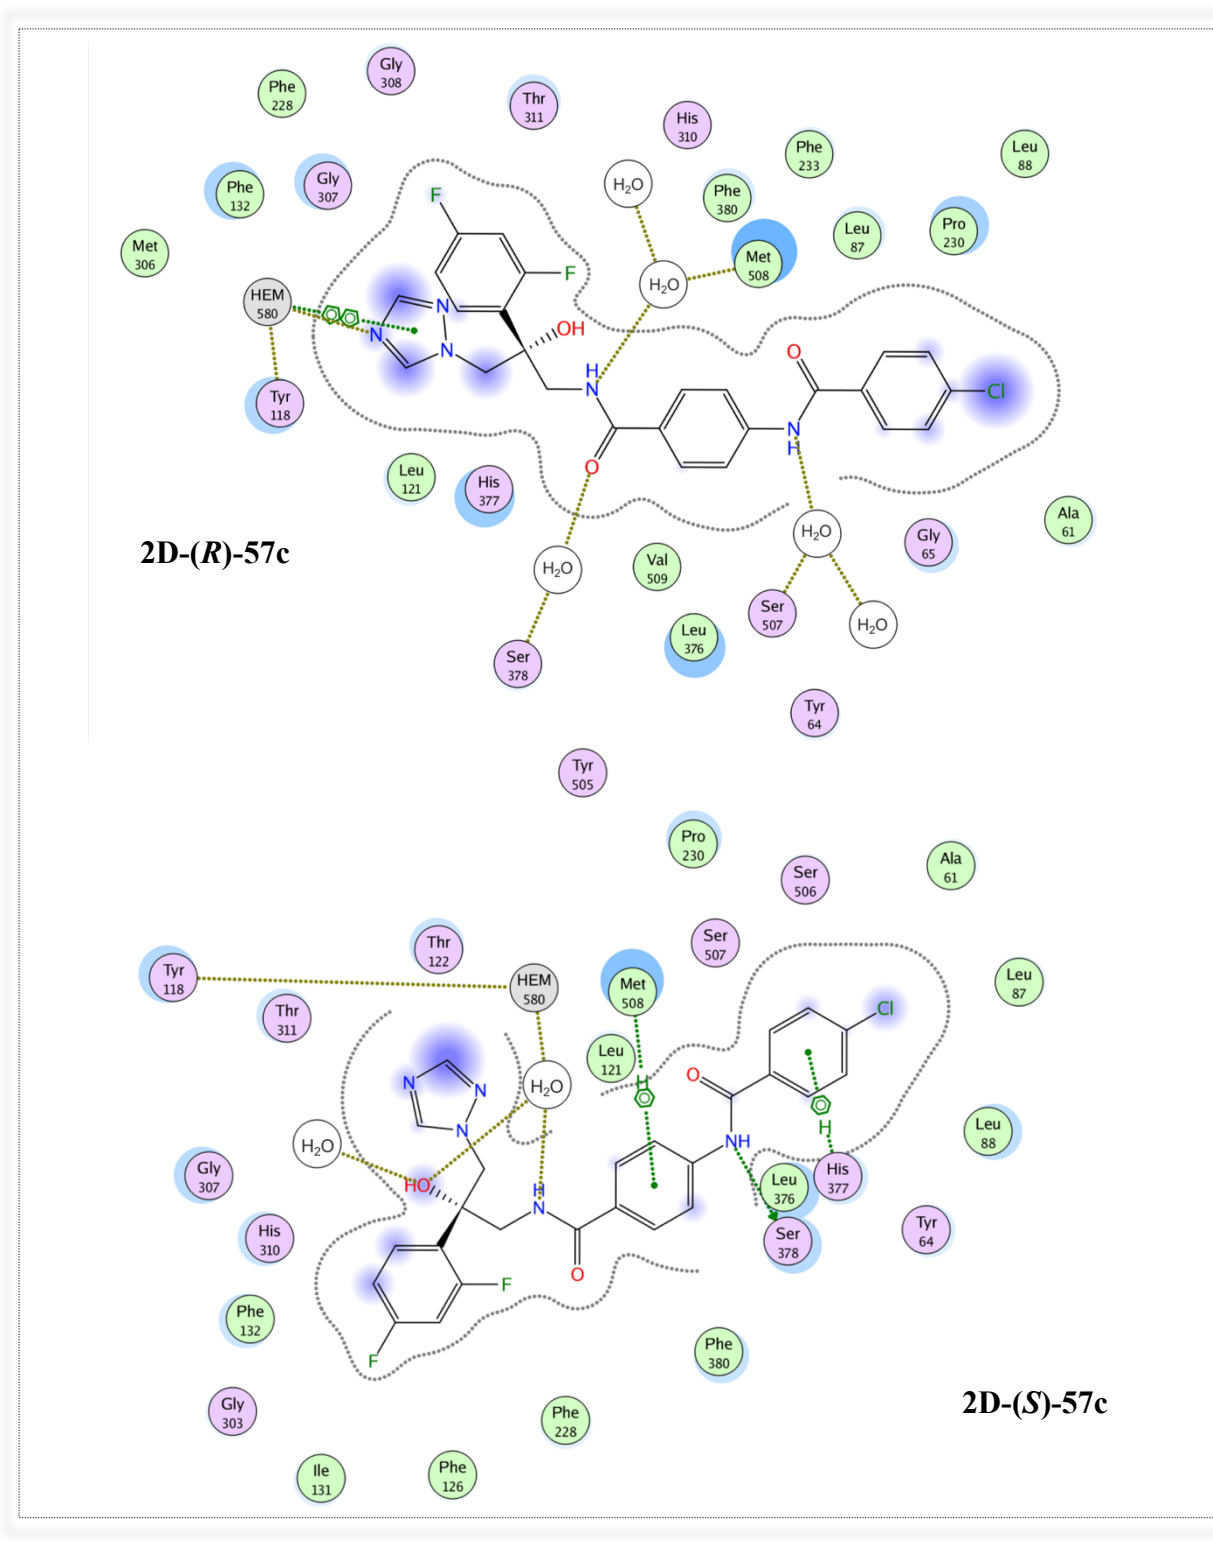 Gly
308
Phe
228
Thr
311
His
310
Phe
233
Leu
88
H₂O
Phe
132
Gly
307
F
Phe
380
Leu
87
Pro
230
Met
306
Met
508
F
H₂O
HEM
580
N
N
OH
N
O
H
N
Cl
Tyr
118
N
H
O
Leu
121
His
377
H₂O
Gly
65
Ala
61
2D-(R)-57c
H₂O
Val
509
Ser
507
H₂O
Leu
376
Ser
378
Tyr
64
Tyr
505
Pro
230
Ser
506
Ala
61
Thr
122
Ser
507
Tyr
118
HEM
580
Met
508
Leu
87
Thr
311
Cl
Leu
121
N
N
H₂O
H
O
H
N
H₂O
NH
Leu
88
Gly
307
HO
H
N
Leu
376
His
377
His
310
Ser
378
Tyr
64
O
F
Phe
132
F
Phe
380
Gly
303
Phe
228
2D-(S)-57c
Ile
131
Phe
126